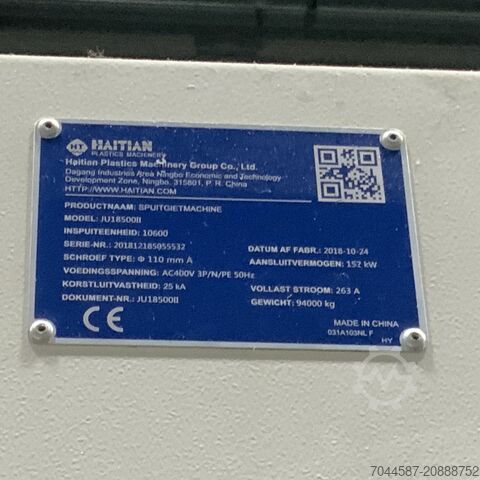 HT HAITIAN
PLASTICS MACHINERY
Haitian Plastics Machinery Group Co., Ltd.
Dagang Industries Area Ningbo Economic and Technology
Development Zone, Ningbo, 315801, P. R. China
HTTP://WWW.HAITIAN.COM
PRODUCTNAAM: SPUITGIETMACHINE
MODEL: JU18500II
INSPUITEENHEID: 10600
SERIE-NR.: 201812185055532 DATUM AF FABR.: 2018-10-24
SCHROEF TYPE: Φ 110 mm A AANSLUITVERMOGEN: 152 kW
VOEDINGSSPANNING: AC400V 3P/N/PE 50Hz
KORSTLUITVASTHEID: 25 kA VOLLAST STROOM: 263 A
DOKUMENT-NR.: JU18500II GEWICHT: 94000 kg
CE MADE IN CHINA
031A103NL F
HY
7044587-20888752